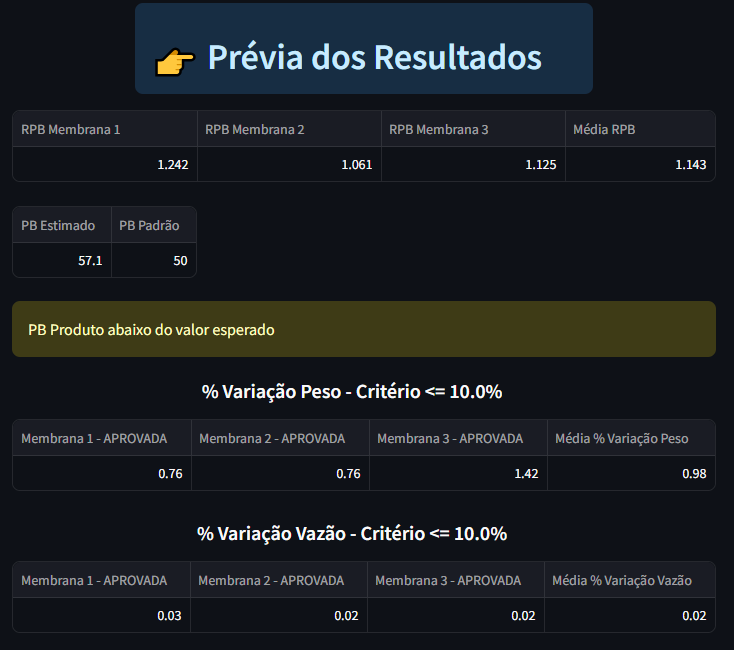 👉 Prévia dos Resultados
RPB Membrana 1 RPB Membrana 2 RPB Membrana 3 Média RPB
1.242 1.061 1.125 1.143
PB Estimado PB Padrão
57.1 50
PB Produto abaixo do valor esperado
% Variação Peso - Critério <= 10.0%
Membrana 1 - APROVADA Membrana 2 - APROVADA Membrana 3 - APROVADA Média % Variação Peso
0.76 0.76 1.42 0.98
% Variação Vazão - Critério <= 10.0%
Membrana 1 - APROVADA Membrana 2 - APROVADA Membrana 3 - APROVADA Média % Variação Vazão
0.03 0.02 0.02 0.02